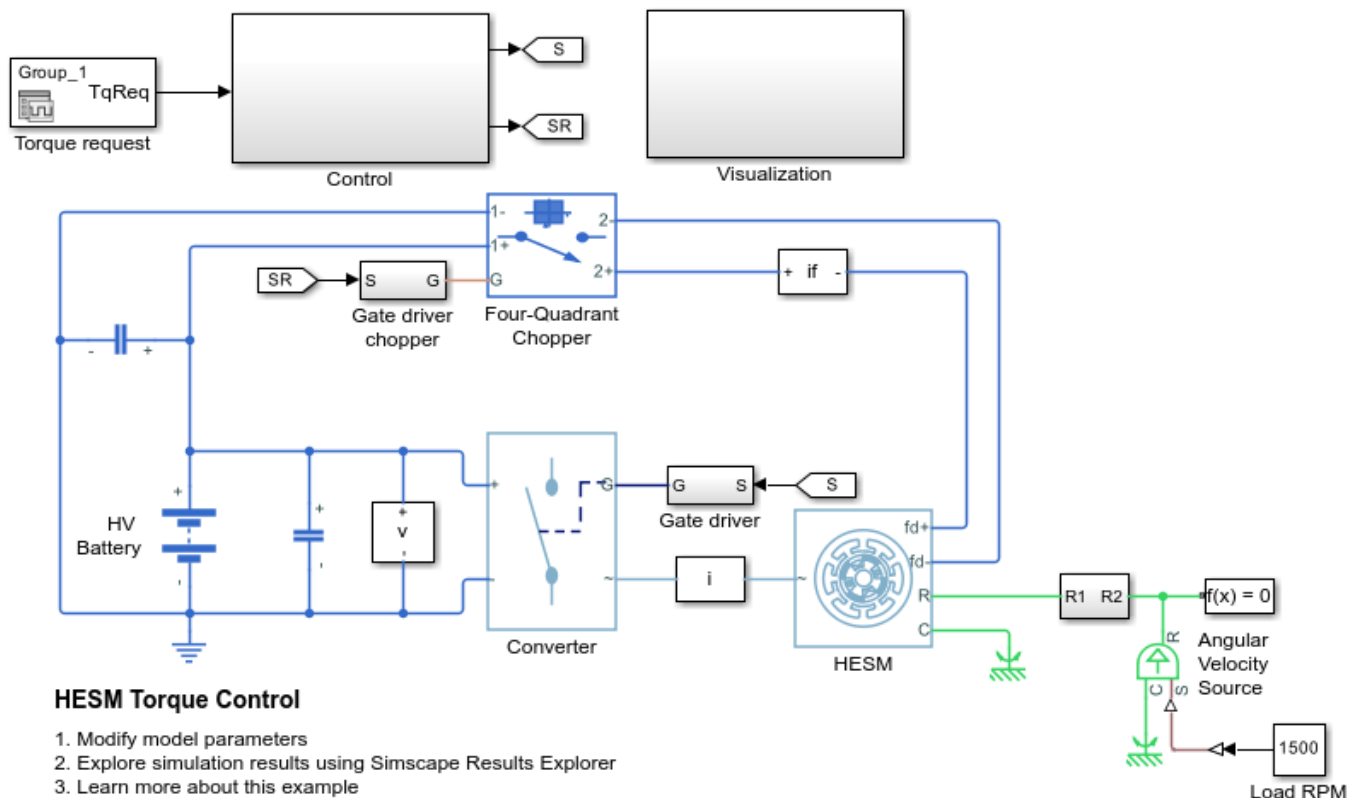 Group_1
TqReq
Torque request
Control
S
SR
Visualization
1-
1+
G
2-
2+
Four-Quadrant
Chopper
SR
S G
Gate driver
chopper
+ if -
- +
HV
Battery
+
-
+
-
+
v
-
+
-
G
~
Converter
G S
Gate driver
S
i
~
fd+
fd-
R
C
HESM
R1 R2
f(x) = 0
R
C
S
Angular
Velocity
Source
1500
Load RPM
HESM Torque Control
1. Modify model parameters
2. Explore simulation results using Simscape Results Explorer
3. Learn more about this example